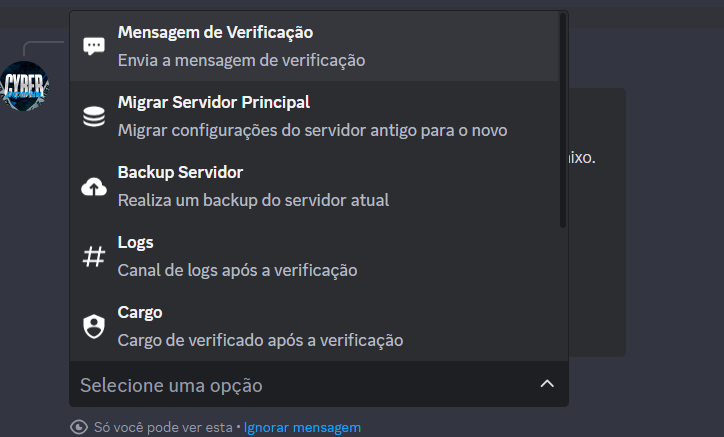 Mensagem de Verificação
Envia a mensagem de verificação
CYBER
Migrar Servidor Principal
Migrar configurações do servidor antigo para o novo
ixo.
Backup Servidor
Realiza um backup do servidor atual
Logs
Canal de logs após a verificação
Cargo
Cargo de verificado após a verificação
Selecione uma opção
Só você pode ver esta • Ignorar mensagem